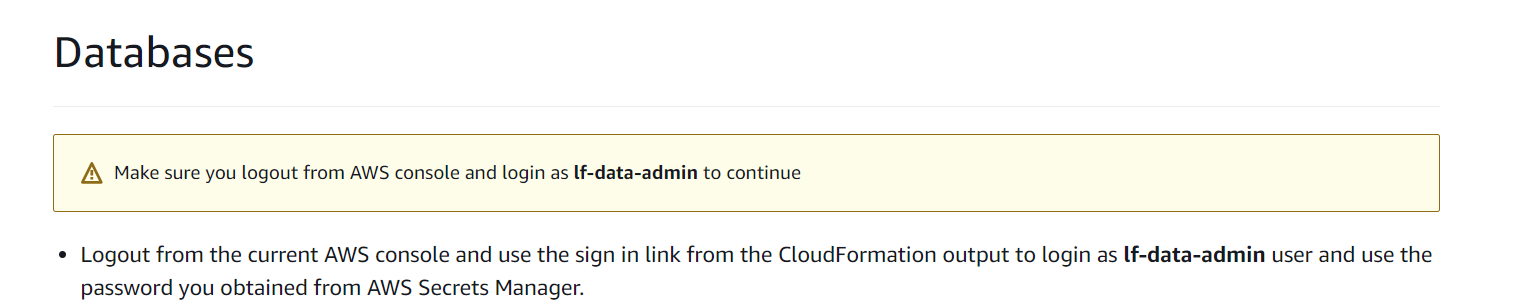 Databases
Make sure you logout from AWS console and login as lf-data-admin to continue
• Logout from the current AWS console and use the sign in link from the CloudFormation output to login as lf-data-admin user and use the
password you obtained from AWS Secrets Manager.